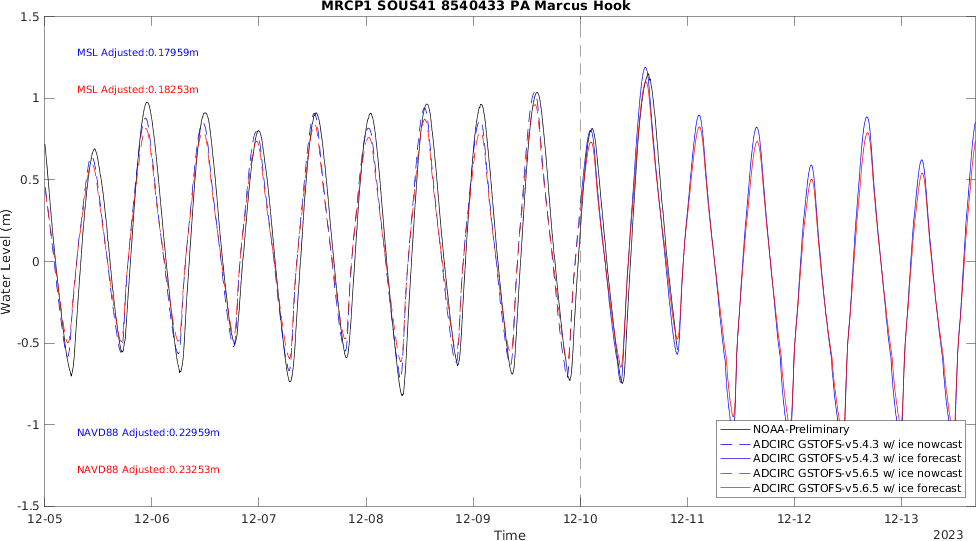 MRCP1 SOUS41 8540433 PA Marcus Hook
1.5
1
0.5
0
-0.5
-1
-1.5
Water Level (m)
MSL Adjusted:0.17959m
MSL Adjusted:0.18253m
NAVD88 Adjusted:0.22959m
NAVD88 Adjusted:0.23253m
NOAA-Preliminary
ADCIRC GSTOFS-v5.4.3 w/ ice nowcast
ADCIRC GSTOFS-v5.4.3 w/ ice forecast
ADCIRC GSTOFS-v5.6.5 w/ ice nowcast
ADCIRC GSTOFS-v5.6.5 w/ ice forecast
12-05 12-06 12-07 12-08 12-09 12-10 12-11 12-12 12-13
Time
2023